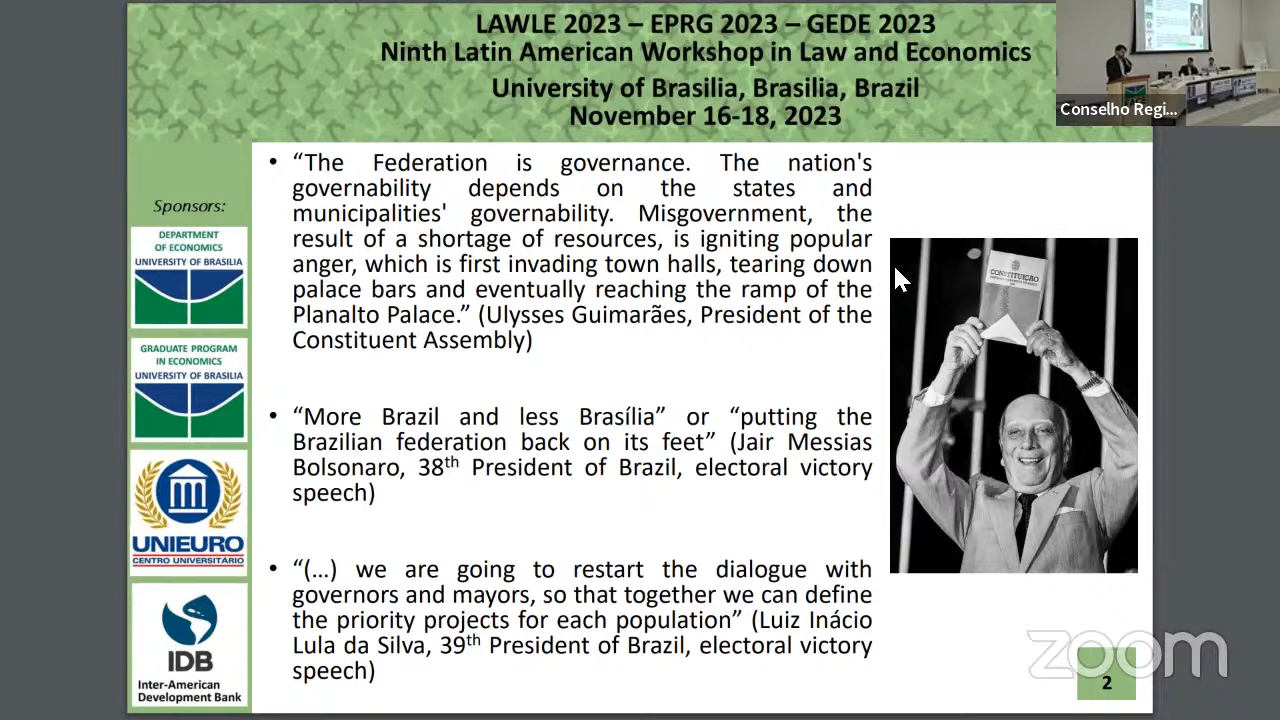 LAWLE 2023 – EPRG 2023 – GEDE 2023
Ninth Latin American Workshop in Law and Economics
University of Brasilia, Brasilia, Brazil
November 16-18, 2023
Conselho Regi...
Sponsors:
DEPARTMENT
OF ECONOMICS
UNIVERSITY OF BRASILIA
GRADUATE PROGRAM
IN ECONOMICS
UNIVERSITY OF BRASILIA
UNIEURO
CENTRO UNIVERSITÁRIO
IDB
Inter-American
Development Bank
• “The Federation is governance. The nation's
governability depends on the states and
municipalities' governability. Misgovernment, the
result of a shortage of resources, is igniting popular
anger, which is first invading town halls, tearing down
palace bars and eventually reaching the ramp of the
Planalto Palace.” (Ulysses Guimarães, President of the
Constituent Assembly)
• “More Brazil and less Brasília” or “putting the
Brazilian federation back on its feet” (Jair Messias
Bolsonaro, 38th President of Brazil, electoral victory
speech)
• “(…) we are going to restart the dialogue with
governors and mayors, so that together we can define
the priority projects for each population” (Luiz Inácio
Lula da Silva, 39th President of Brazil, electoral victory
speech)
CONSTITUIÇÃO
zoom
2